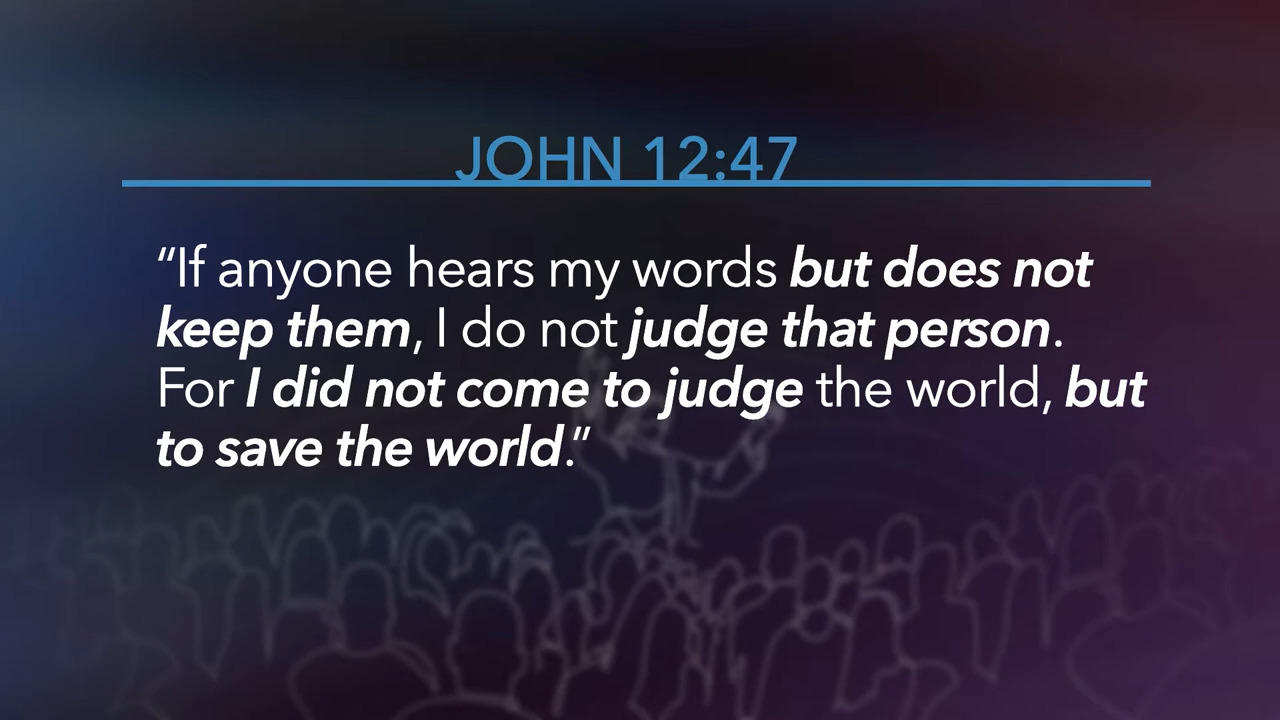 JOHN 12:47
“If anyone hears my words but does not
keep them, I do not judge that person.
For I did not come to judge the world, but
to save the world.”